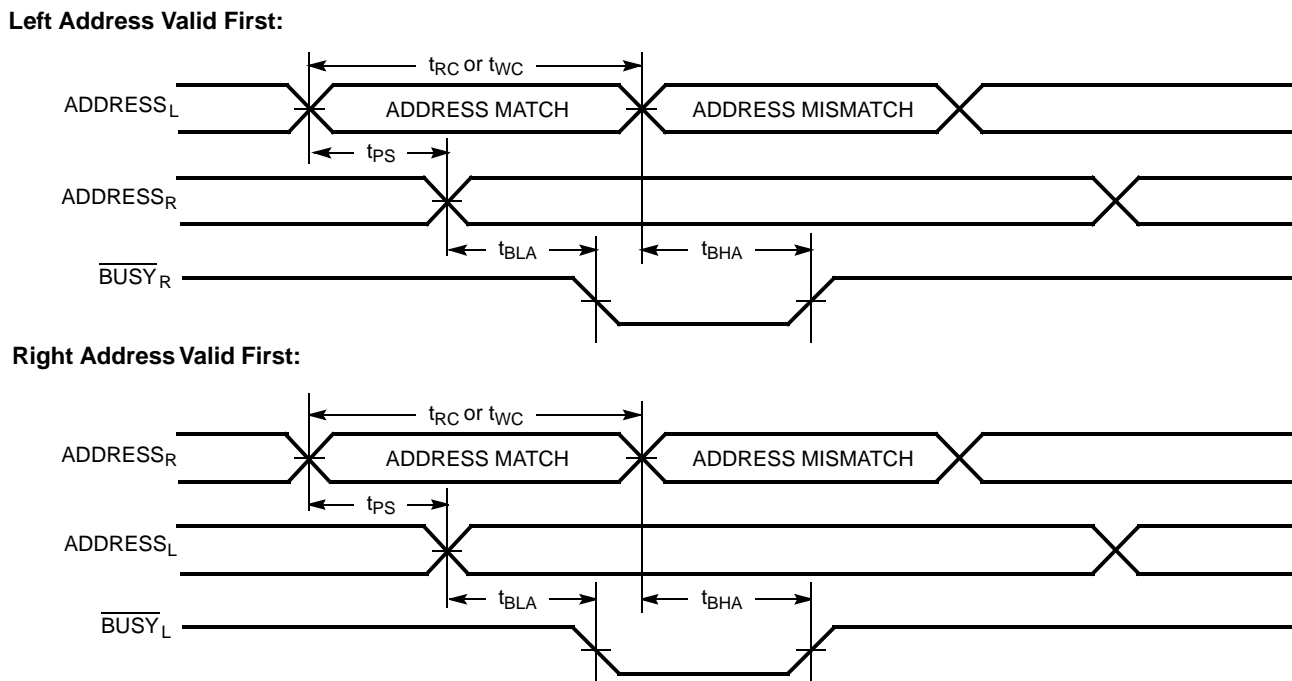 Left Address Valid First:
tRC or tWC
ADDRESSL
ADDRESS MATCH
ADDRESS MISMATCH
tPS
ADDRESSR
tBLA
tBHA
BUSYR
Right Address Valid First:
tRC or tWC
ADDRESSR
ADDRESS MATCH
ADDRESS MISMATCH
tPS
ADDRESSL
tBLA
tBHA
BUSYL